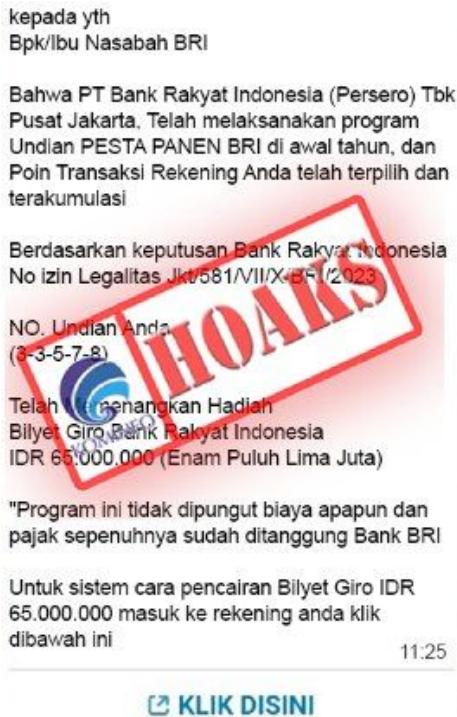 kepada yth
Bpk/Ibu Nasabah BRI
Bahwa PT Bank Rakyat Indonesia (Persero) Tbk
Pusat Jakarta, Telah melaksanakan program
Undian PESTA PANEN BRI di awal tahun, dan
Poin Transaksi Rekening Anda telah terpilih dan
terakumulasi
Berdasarkan keputusan Bank Rakyat Indonesia
No izin Legalitas Jkt/581/VII/X-BRI/2023
NO. Undian Anda
(3-3-5-7-8)
HOAKS
KOMINFO
Telah Memenangkan Hadiah
Bilyet Giro Bank Rakyat Indonesia
IDR 65.000.000 (Enam Puluh Lima Juta)
"Program ini tidak dipungut biaya apapun dan
pajak sepenuhnya sudah ditanggung Bank BRI
Untuk sistem cara pencairan Bilyet Giro IDR
65.000.000 masuk ke rekening anda klik
dibawah ini
11:25
KLIK DISINI